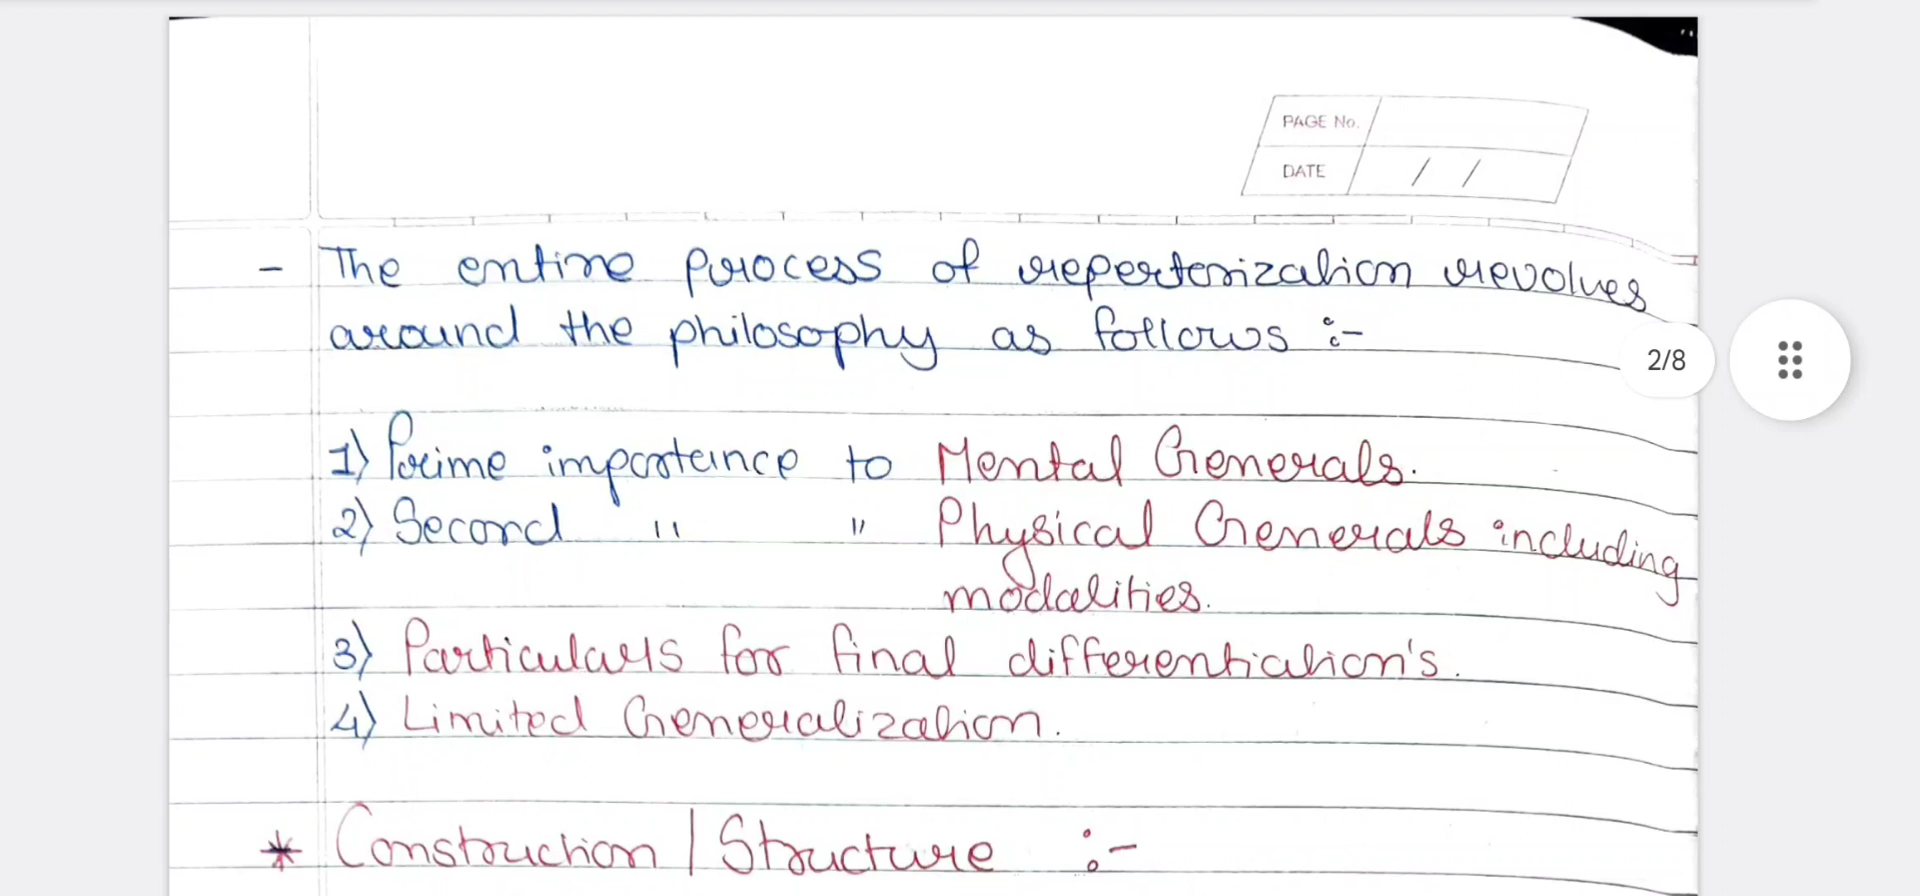 PAGE No.
DATE / /
- The entire process of repertorization revolves
around the philosophy as follows :-
2/8
1) Prime importance to Mental Generals.
2) Second " " Physical Generals including
modalities.
3) Particulars for final differentiation's.
4) Limited Generalization.
* Construction / Structure :-